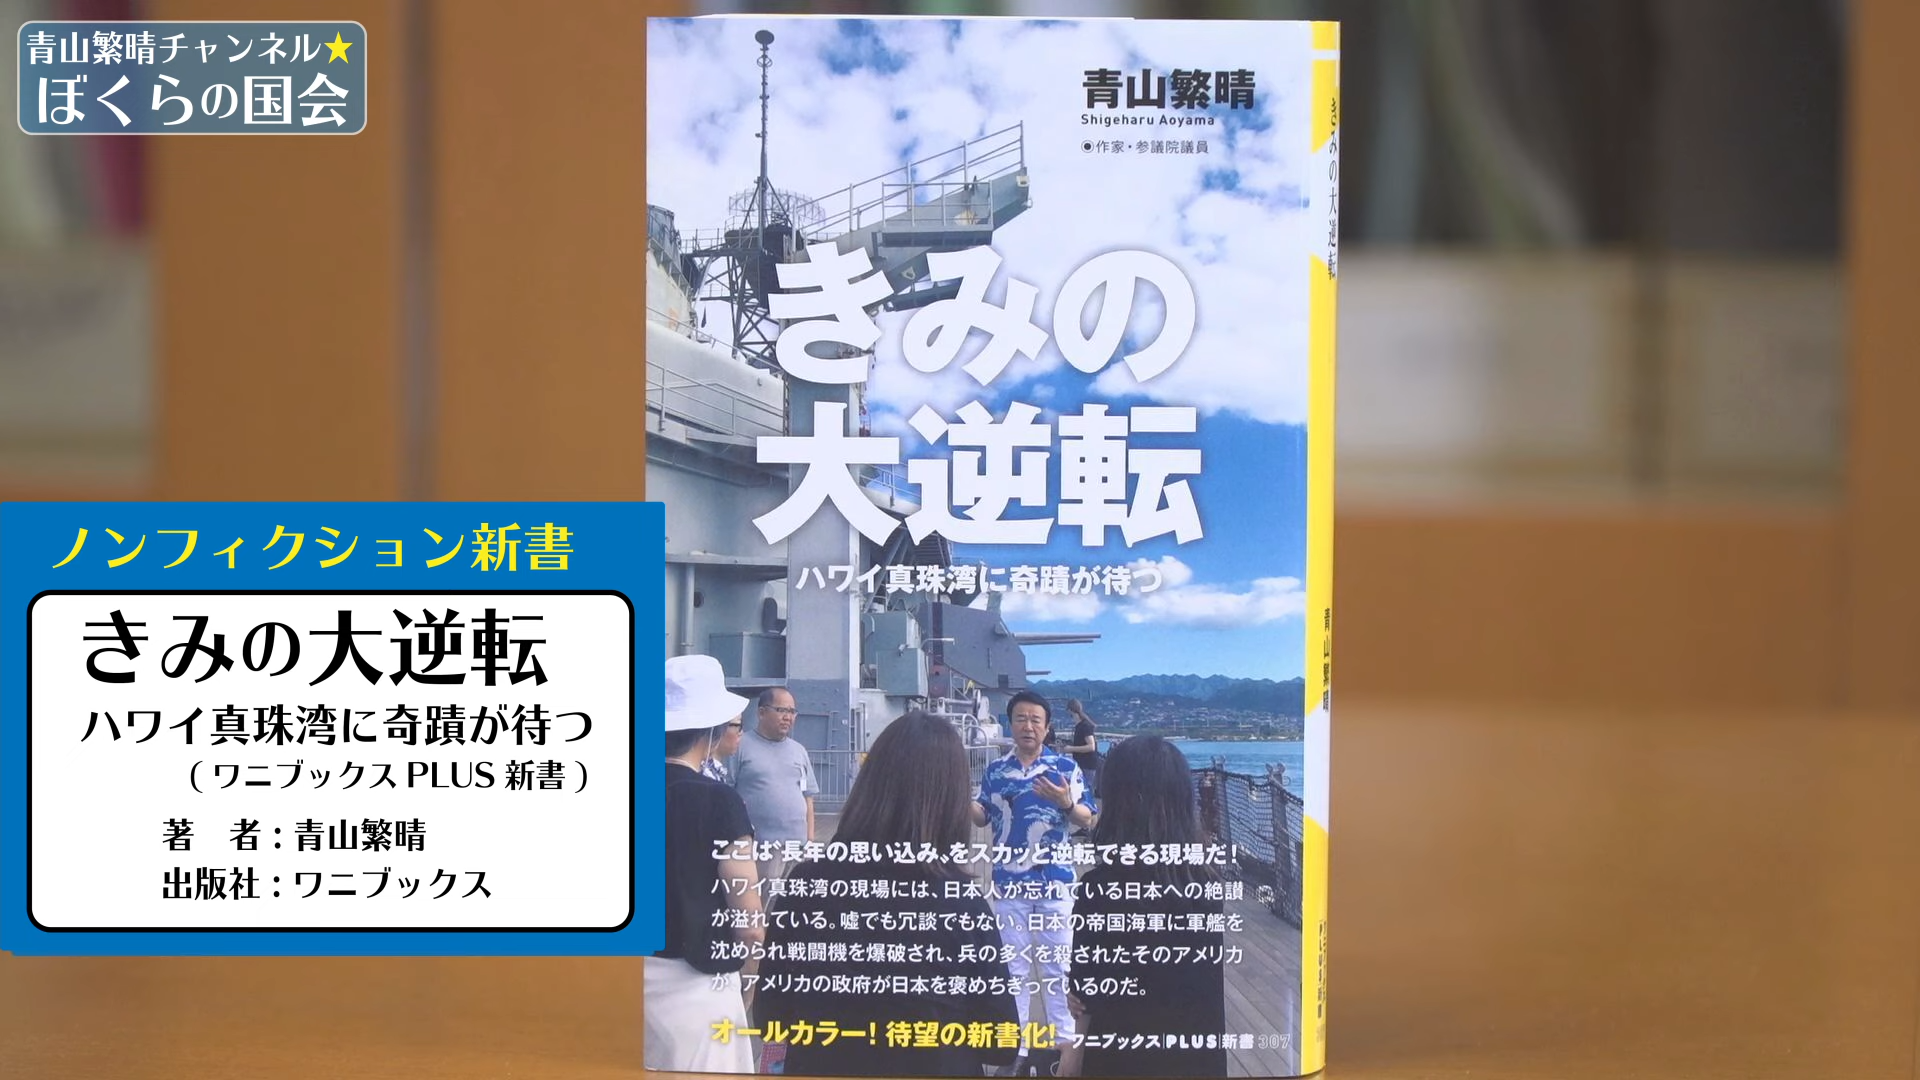 青山繁晴チャンネル★
ぼくらの国会
青山繁晴
Shigeharu Aoyama
◉作家・参議院議員
きみの
大逆転
ハワイ真珠湾に奇蹟が待つ
ここは〝長年の思い込み〟をスカッと逆転できる現場だ！
ハワイ真珠湾の現場には、日本人が忘れている日本への絶讃
が溢れている。嘘でも冗談でもない。日本の帝国海軍に軍艦を
沈められ戦闘機を爆破され、兵の多くを殺されたそのアメリカ
が、アメリカの政府が日本を褒めちぎっているのだ。
オールカラー！待望の新書化！
ワニブックス|PLUS|新書 307
きみの大逆転
青山繁晴
ノンフィクション新書
きみの大逆転
ハワイ真珠湾に奇蹟が待つ
(ワニブックスPLUS新書)
著　者：青山繁晴
出版社：ワニブックス